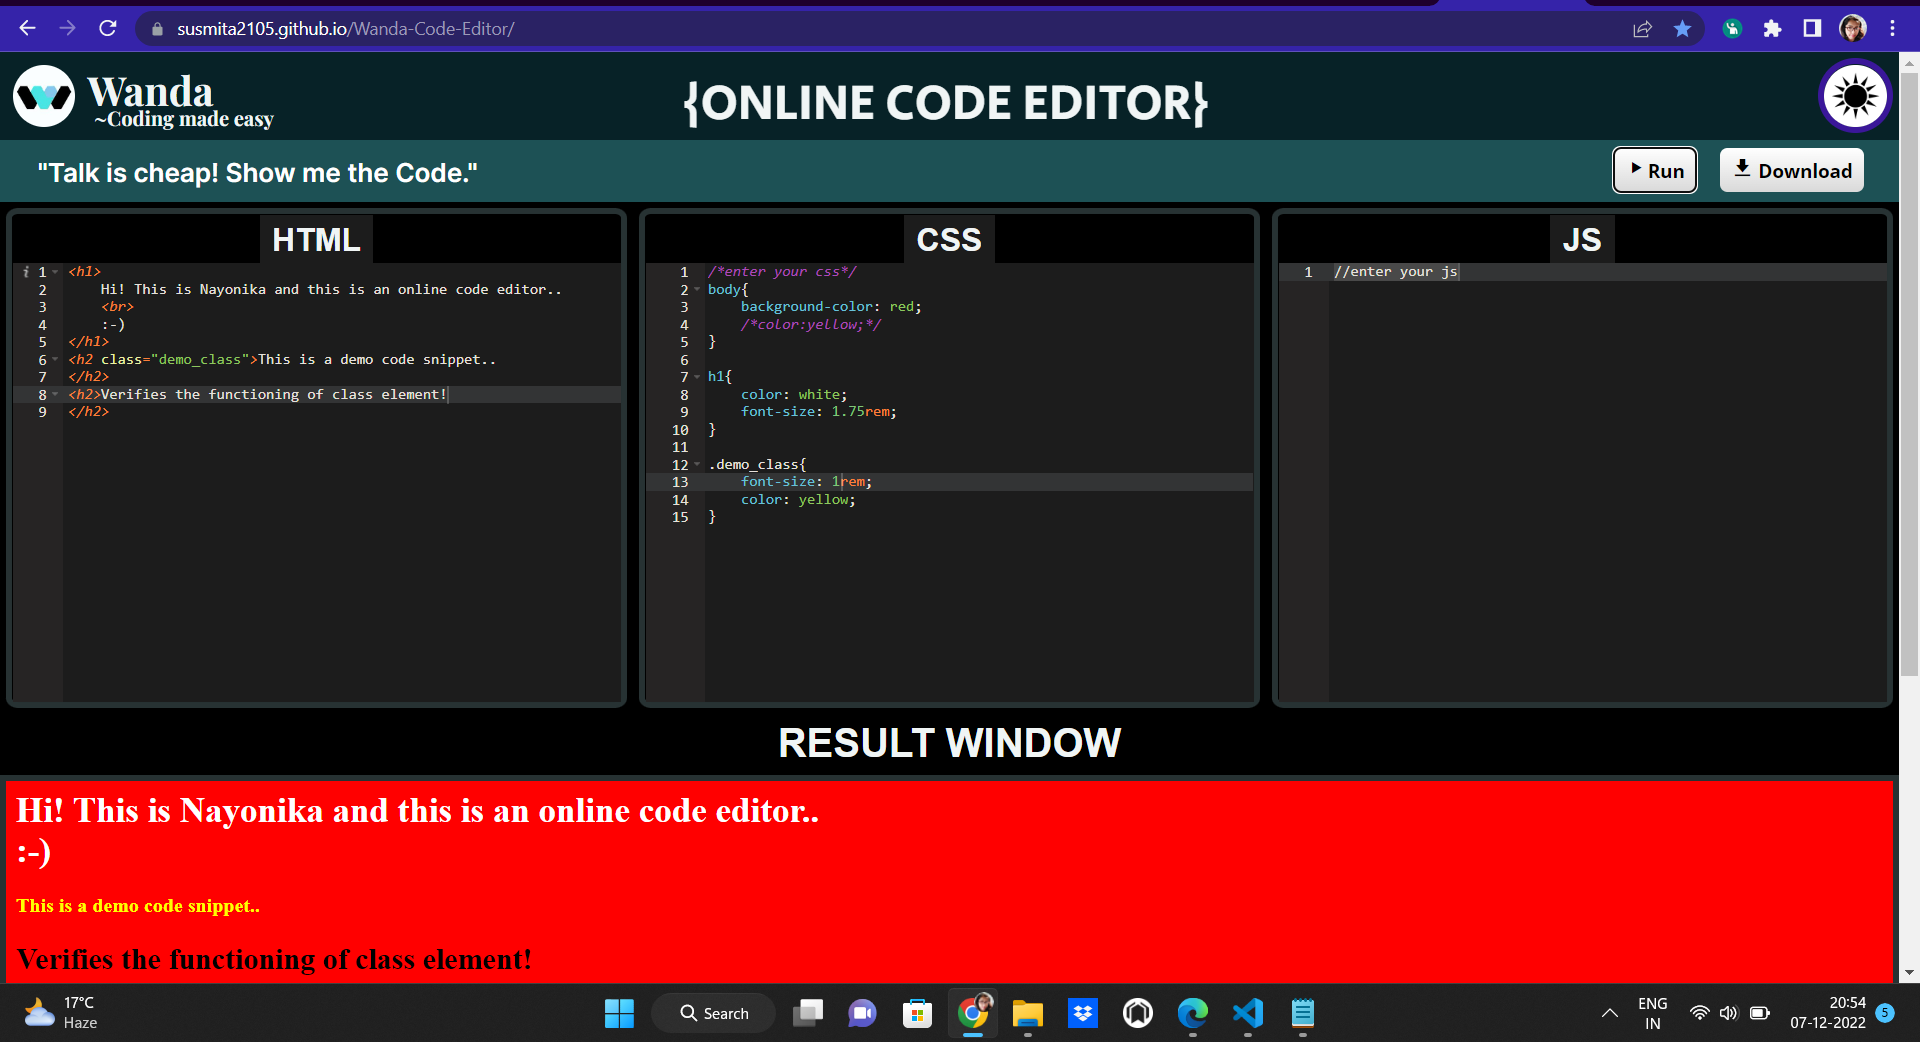 susmita2105.github.io/Wanda-Code-Editor/
Wanda
~Coding made easy
{ONLINE CODE EDITOR}
"Talk is cheap! Show me the Code."
Run
Download
HTML
i 1 <h1>
2 Hi! This is Nayonika and this is an online code editor..
3 <br>
4 :-)
5 </h1>
6 <h2 class="demo_class">This is a demo code snippet..
7 </h2>
8 <h2>Verifies the functioning of class element!
9 </h2>
CSS
1 /*enter your css*/
2 body{
3 background-color: red;
4 /*color:yellow;*/
5 }
6
7 h1{
8 color: white;
9 font-size: 1.75rem;
10 }
11
12 .demo_class{
13 font-size: 1rem;
14 color: yellow;
15 }
JS
1 //enter your js
RESULT WINDOW
Hi! This is Nayonika and this is an online code editor..
:-)
This is a demo code snippet..
Verifies the functioning of class element!
17°C
Haze
Search
ENG
IN
20:54
07-12-2022
5